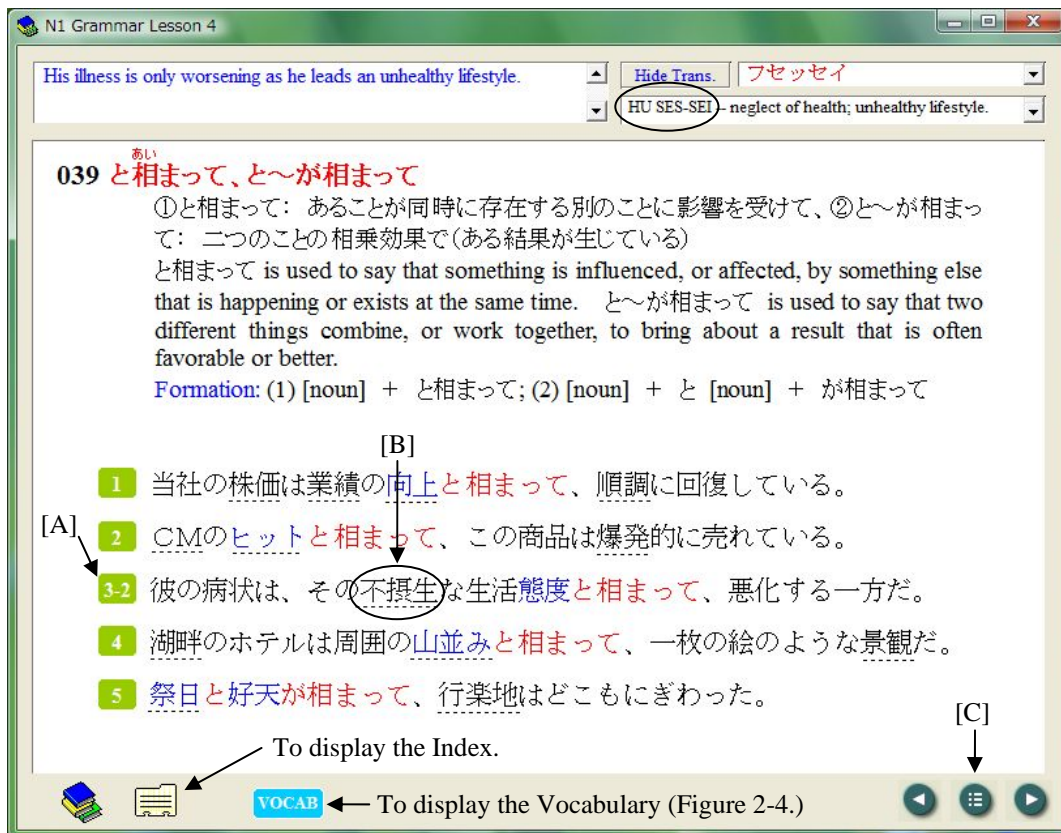 N1 Grammar Lesson 4
His illness is only worsening as he leads an unhealthy lifestyle.
Hide Trans.
フセッセイ
HU SES-SEI – neglect of health; unhealthy lifestyle.
あい
039 と相まって、と～が相まって
①と相まって： あることが同時に存在する別のことに影響を受けて、②と～が相まっ
て： 二つのことの相乗効果で(ある結果が生じている)
と相まって is used to say that something is influenced, or affected, by something else
that is happening or exists at the same time. と～が相まって is used to say that two
different things combine, or work together, to bring about a result that is often
favorable or better.
Formation: (1) [noun] + と相まって; (2) [noun] + と [noun] + が相まって
[B]
1 当社の株価は業績の向上と相まって、順調に回復している。
[A]
2 CMのヒットと相まって、この商品は爆発的に売れている。
3-2 彼の病状は、その不摂生な生活態度と相まって、悪化する一方だ。
4 湖畔のホテルは周囲の山並みと相まって、一枚の絵のような景観だ。
5 祭日と好天が相まって、行楽地はどこもにぎわった。
[C]
To display the Index.
VOCAB
To display the Vocabulary (Figure 2-4.)